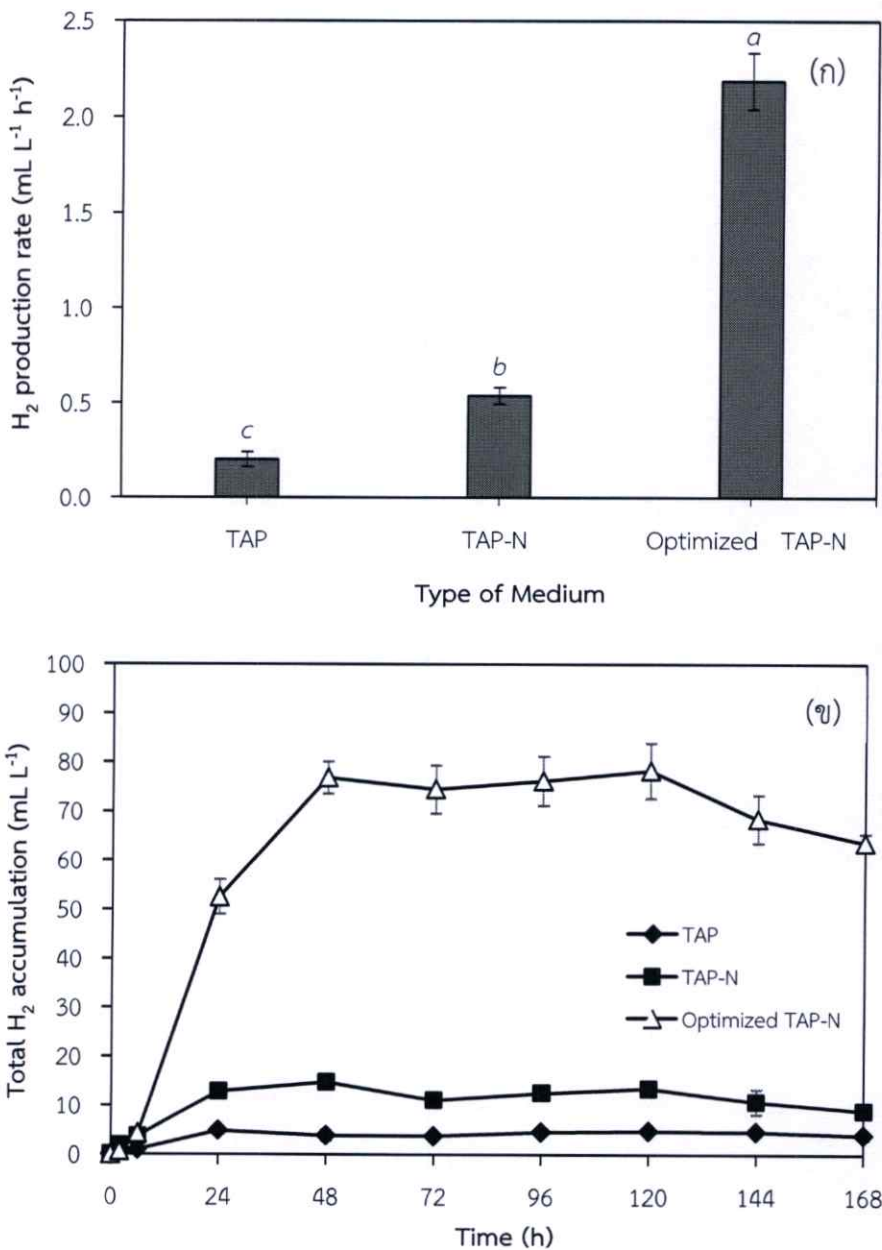 H₂ production rate (mL L⁻¹ h⁻¹)
2.5
2.0
1.5
1.0
0.5
0.0
a
b
c
(ก)
TAP
TAP-N
Optimized TAP-N
Type of Medium
Total H₂ accumulation (mL L⁻¹)
100
90
80
70
60
50
40
30
20
10
0
(ข)
TAP
TAP-N
Optimized TAP-N
0
24
48
72
96
120
144
168
Time (h)